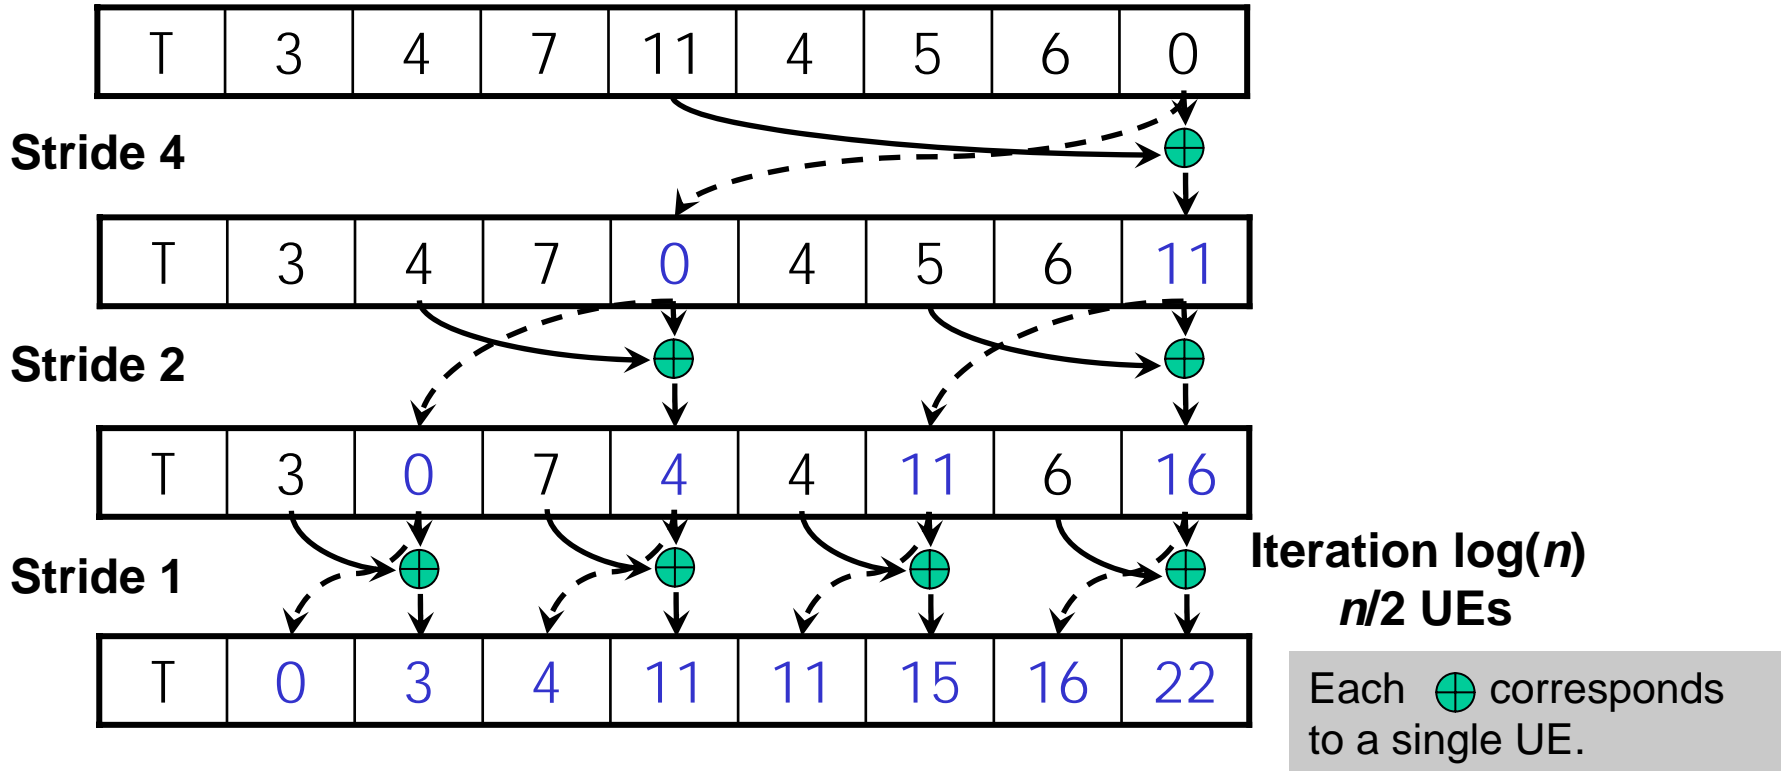 T 3 4 7 11 4 5 6 0
Stride 4
T 3 4 7 0 4 5 6 11
Stride 2
T 3 0 7 4 4 11 6 16
Iteration log(n)
Stride 1
n/2 UEs
T 0 3 4 11 11 15 16 22
Each ⊕ corresponds
to a single UE.